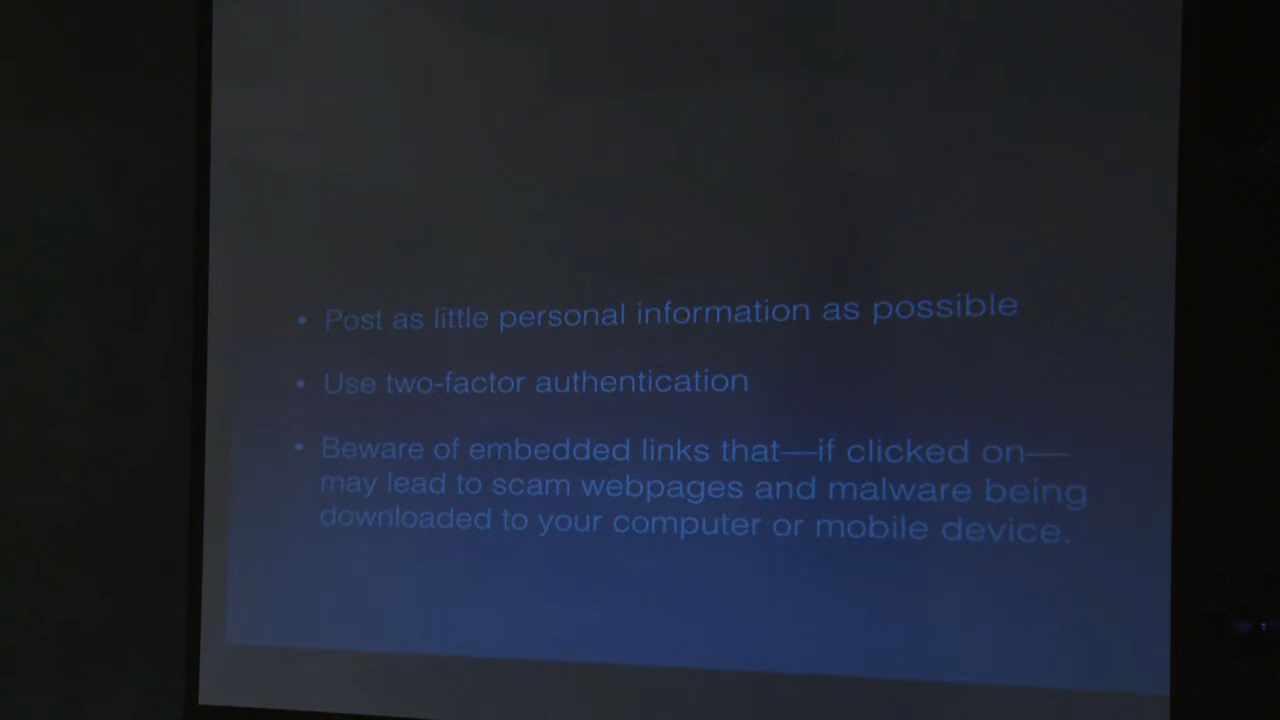 • Post as little personal information as possible
• Use two-factor authentication
• Beware of embedded links that—if clicked on—
may lead to scam webpages and malware being
downloaded to your computer or mobile device.